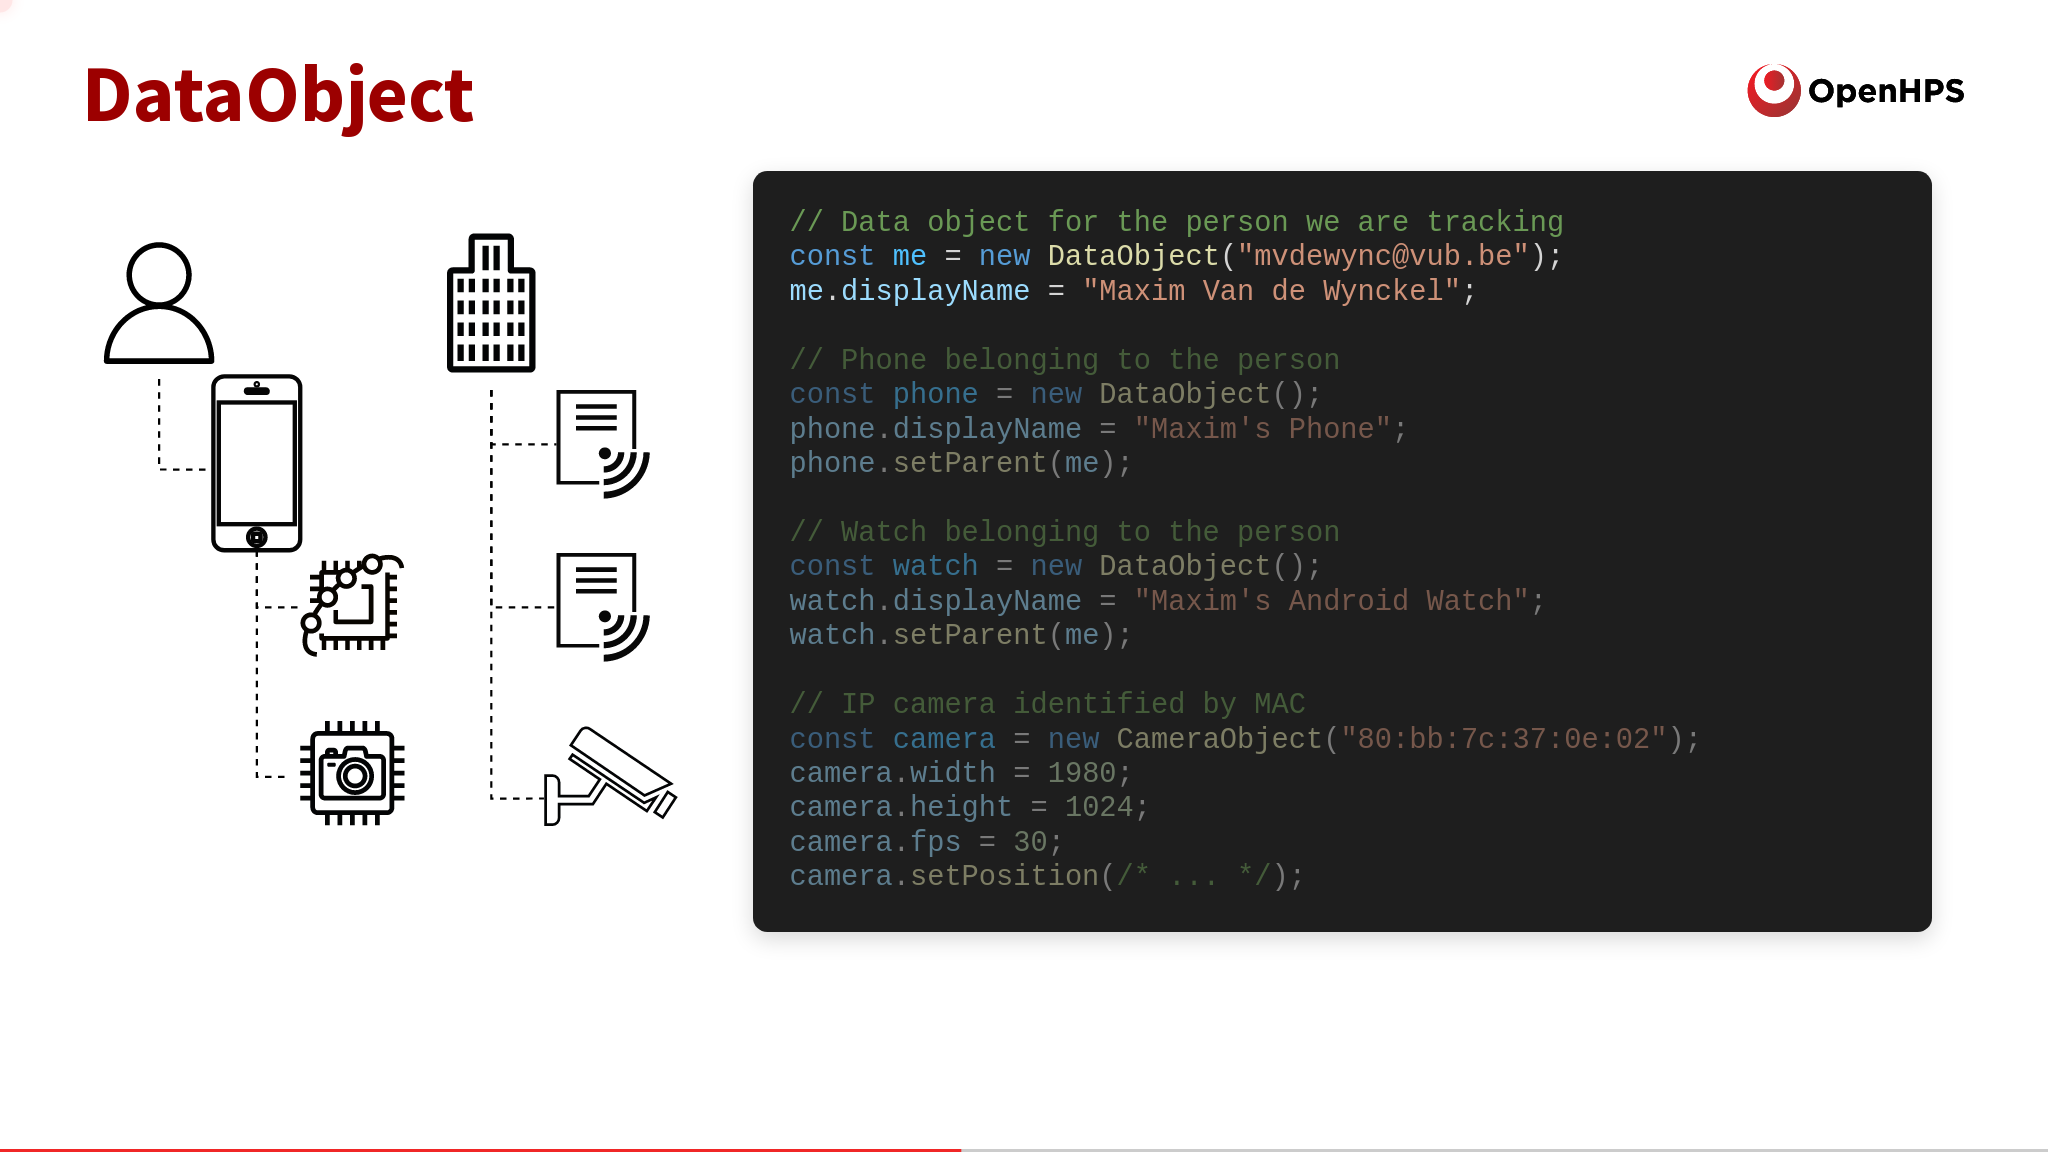 DataObject
OpenHPS
// Data object for the person we are tracking
const me = new DataObject("mvdewync@vub.be");
me.displayName = "Maxim Van de Wynckel";
// Phone belonging to the person
const phone = new DataObject();
phone.displayName = "Maxim's Phone";
phone.setParent(me);
// Watch belonging to the person
const watch = new DataObject();
watch.displayName = "Maxim's Android Watch";
watch.setParent(me);
// IP camera identified by MAC
const camera = new CameraObject("80:bb:7c:37:0e:02");
camera.width = 1980;
camera.height = 1024;
camera.fps = 30;
camera.setPosition(/* ... */);